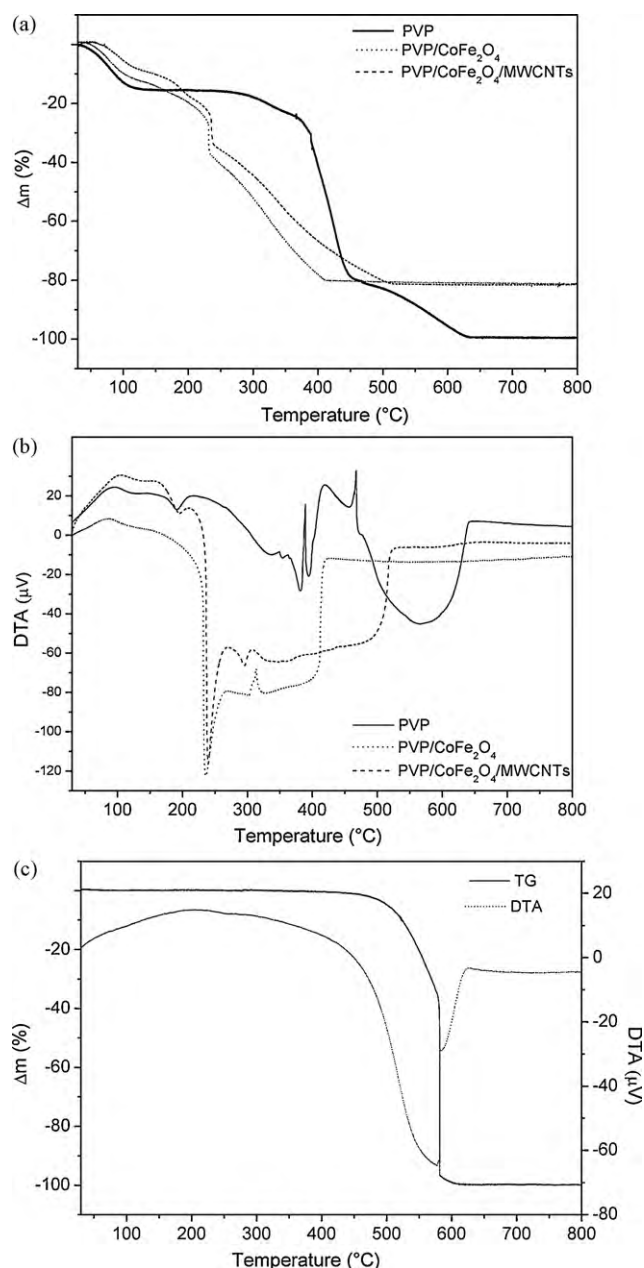 (a)
PVP
PVP/CoFe₂O₄
PVP/CoFe₂O₄/MWCNTs
0
-20
-40
-60
-80
-100
Δm (%)
100 200 300 400 500 600 700 800
Temperature (°C)
(b)
20
0
-20
-40
-60
-80
-100
-120
DTA (μV)
PVP
PVP/CoFe₂O₄
PVP/CoFe₂O₄/MWCNTs
100 200 300 400 500 600 700 800
Temperature (°C)
(c)
TG
DTA
0
-20
-40
-60
-80
-100
Δm (%)
20
0
-20
-40
-60
-80
DTA (μV)
100 200 300 400 500 600 700 800
Temperature (°C)